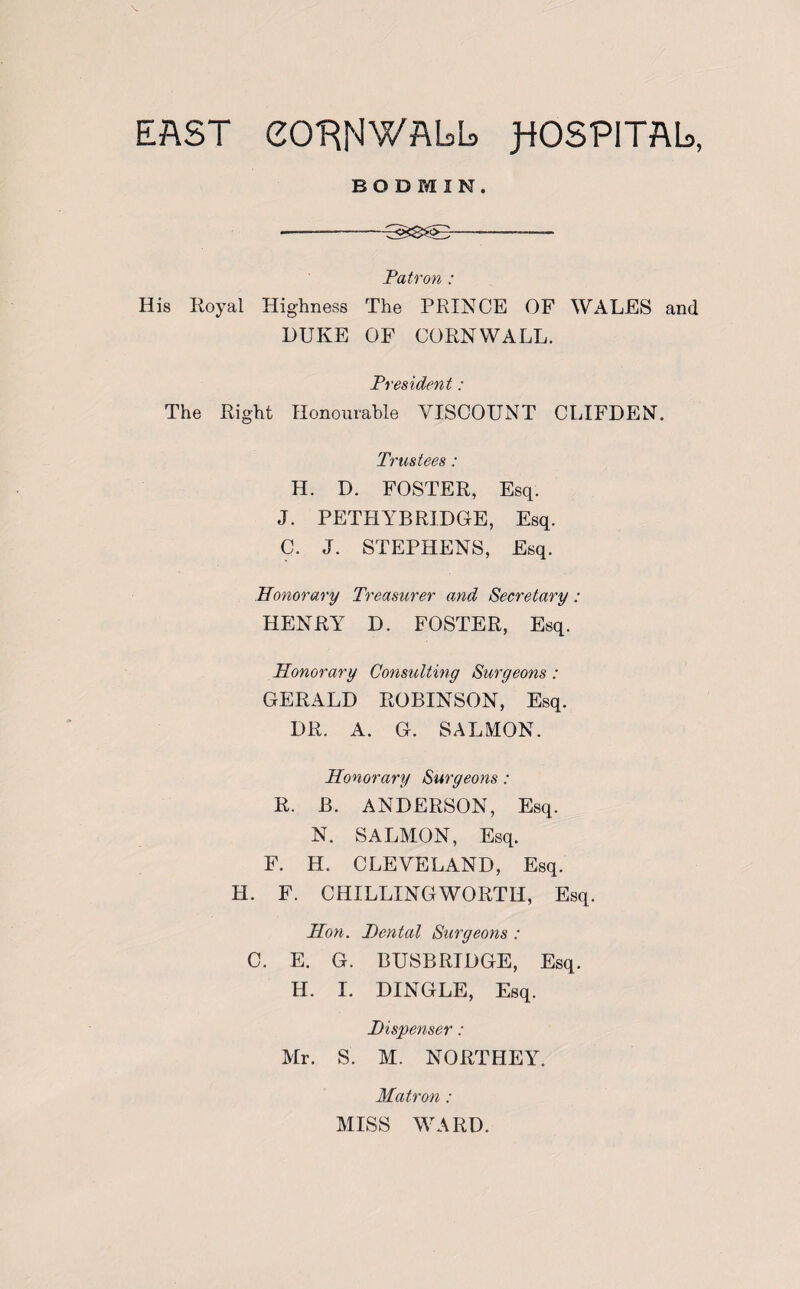 EAST CORNWALL HOSPITAL,
BODMIN.
Patron :
His Royal Highness The PRINCE OF WALES and
DUKE OF CORNWALL.
President :
The Right Honourable VISCOUNT CLIFDEN.
Trustees :
H. D. FOSTER, Esq.
J. PETHYBRIDGE, Esq.
C. J. STEPHENS, Esq.
Honorary Treasurer and Secretary :
HENRY D. FOSTER, Esq.
Honorary Consulting Surgeons :
GERALD ROBINSON, Esq.
DR. A. G. SALMON.
Honorary Surgeons :
R. B. ANDERSON, Esq.
N. SALMON, Esq.
F. H. CLEVELAND, Esq.
H. F. CHILLINGWORTH, Esq.
Hon. Dental Surgeons :
C. E. G. BUSBRIDGE, Esq.
H. I. DINGLE, Esq.
Dispenser :
Mr. S. M. NORTHEY.
Matron :
MISS WARD.